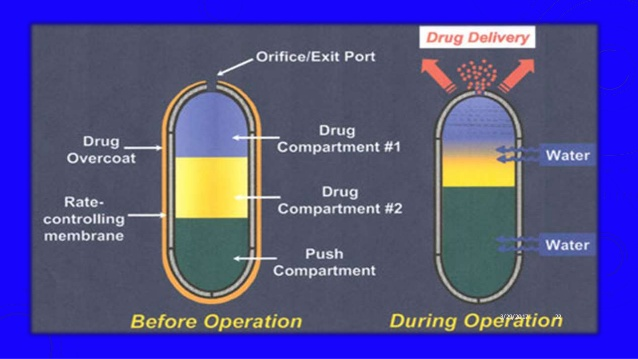 Drug Delivery
Orifice/Exit Port
Drug
Overcoat
Rate-
controlling
membrane
Drug
Compartment #1
Drug
Compartment #2
Push
Compartment
Water
Water
Before Operation
During Operation